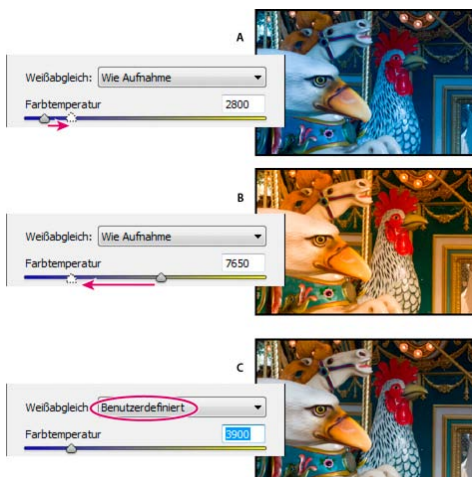 A
Weißabgleich: Wie Aufnahme
Farbtemperatur 2800
B
Weißabgleich: Wie Aufnahme
Farbtemperatur 7650
C
Weißabgleich Benutzerdefiniert
Farbtemperatur 3900